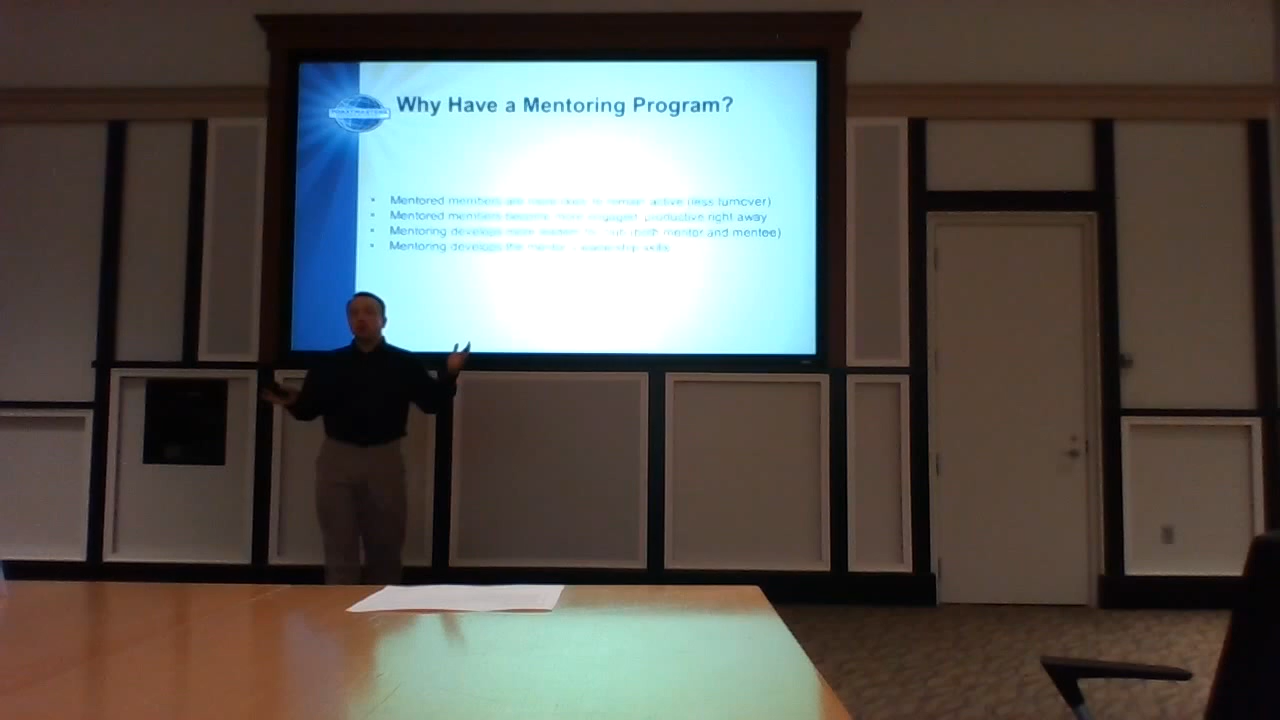 Why Have a Mentoring Program?
TOASTMASTERS
Mentored members are more likely to remain active (less turnover)
Mentored members become more engaged, productive right away
Mentoring develops more leaders (both mentor and mentee)
Mentoring develops the mentor's leadership skills